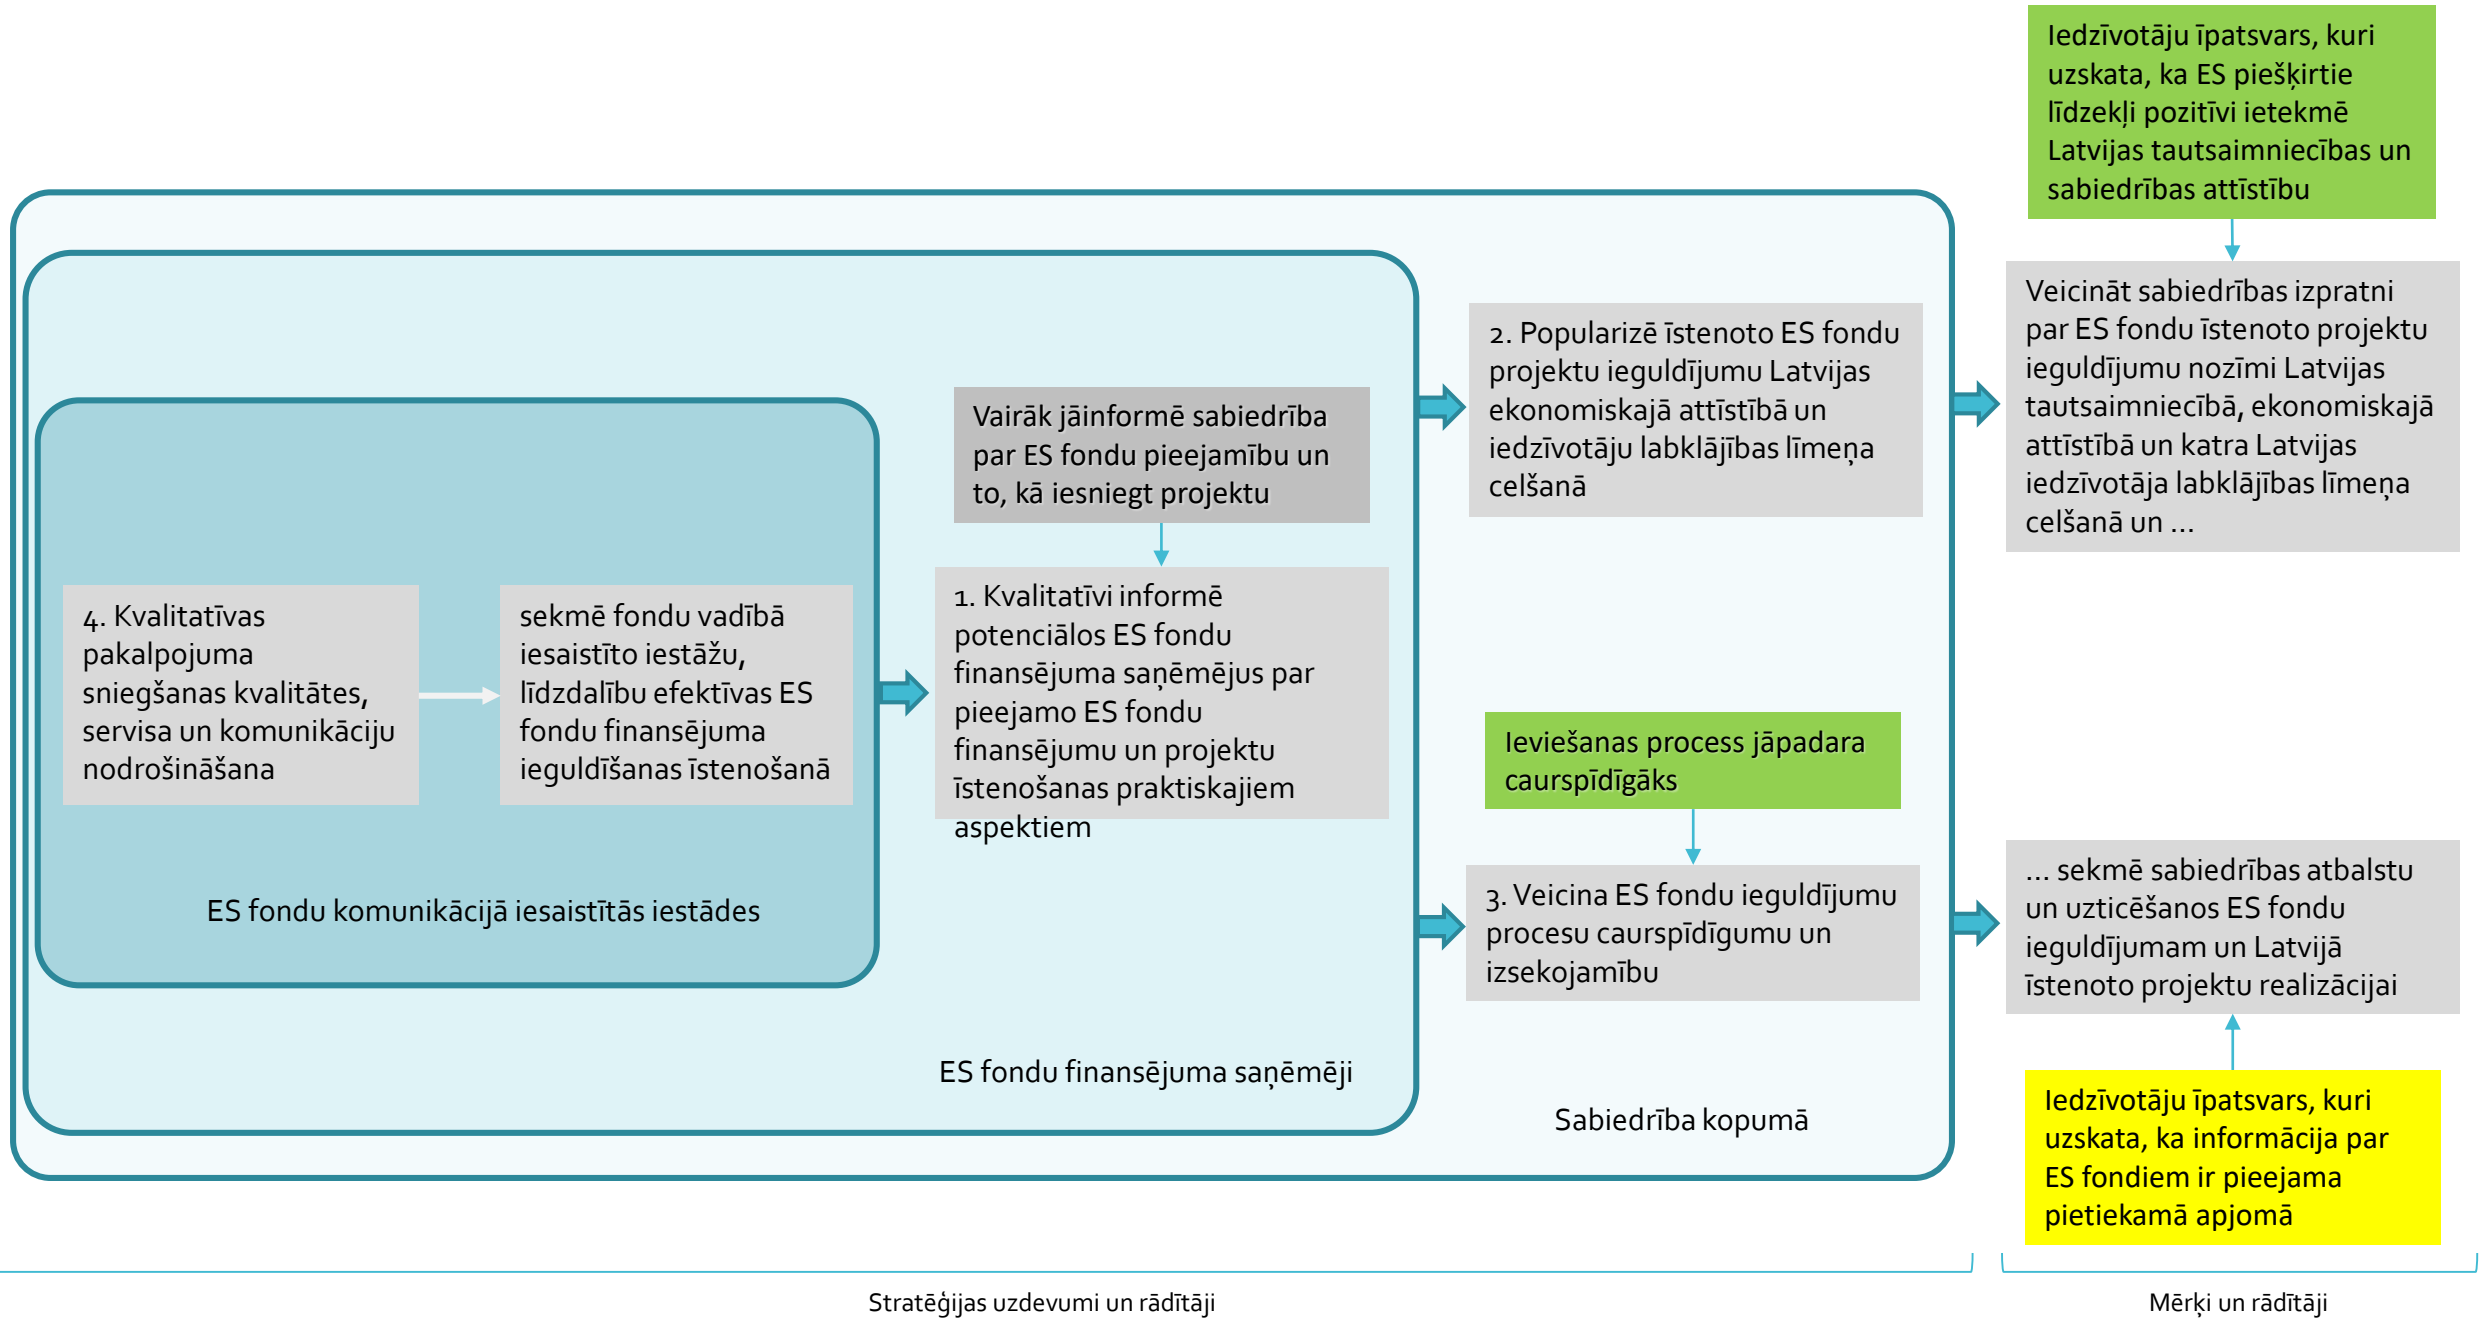 Iedzīvotāju īpatsvars, kuri
uzskata, ka ES piešķirtie
līdzekļi pozitīvi ietekmē
Latvijas tautsaimniecības un
sabiedrības attīstību
Veicināt sabiedrības izpratni
par ES fondu īstenoto projektu
ieguldījumu nozīmi Latvijas
tautsaimniecībā, ekonomiskajā
attīstībā un katra Latvijas
iedzīvotāja labklājības līmeņa
celšanā un ...
2. Popularizē īstenoto ES fondu
projektu ieguldījumu Latvijas
ekonomiskajā attīstībā un
iedzīvotāju labklājības līmeņa
celšanā
Vairāk jāinformē sabiedrība
par ES fondu pieejamību un
to, kā iesniegt projektu
4. Kvalitatīvas
pakalpojuma
sniegšanas kvalitātes,
servisa un komunikāciju
nodrošināšana
sekmē fondu vadībā
iesaistīto iestāžu,
līdzdalību efektīvas ES
fondu finansējuma
ieguldīšanas īstenošanā
1. Kvalitatīvi informē
potenciālos ES fondu
finansējuma saņēmējus par
pieejamo ES fondu
finansējumu un projektu
īstenošanas praktiskajiem
aspektiem
Ieviešanas process jāpadara
caurspīdīgāks
3. Veicina ES fondu ieguldījumu
procesu caurspīdīgumu un
izsekojamību
... sekmē sabiedrības atbalstu
un uzticēšanos ES fondu
ieguldījumam un Latvijā
īstenoto projektu realizācijai
ES fondu komunikācijā iesaistītās iestādes
ES fondu finansējuma saņēmēji
Sabiedrība kopumā
Iedzīvotāju īpatsvars, kuri
uzskata, ka informācija par
ES fondiem ir pieejama
pietiekamā apjomā
Stratēģijas uzdevumi un rādītāji
Mērķi un rādītāji